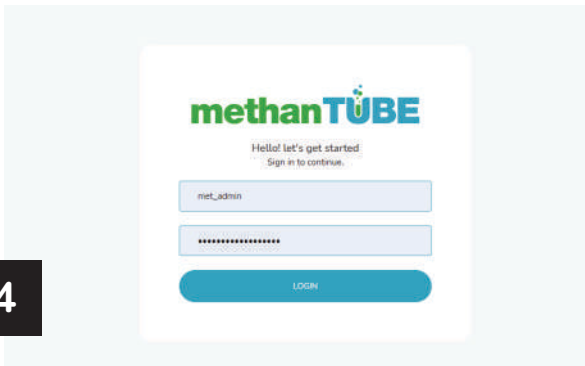 methanTUBE
Hello! let's get started
Sign in to continue.
met_admin
••••••••••••••••••
LOGIN
4